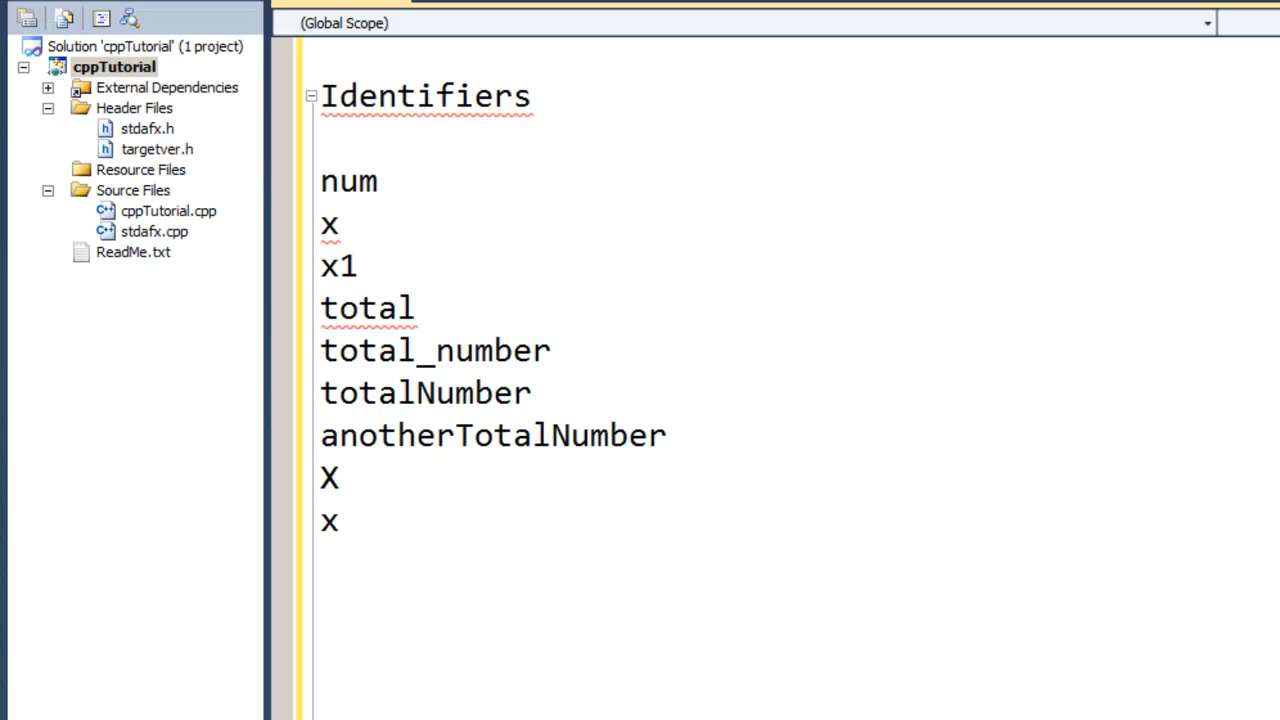 Solution 'cppTutorial' (1 project)
cppTutorial
External Dependencies
Header Files
stdafx.h
targetver.h
Resource Files
Source Files
cppTutorial.cpp
stdafx.cpp
ReadMe.txt
(Global Scope)
Identifiers
num
x
x1
total
total_number
totalNumber
anotherTotalNumber
X
x